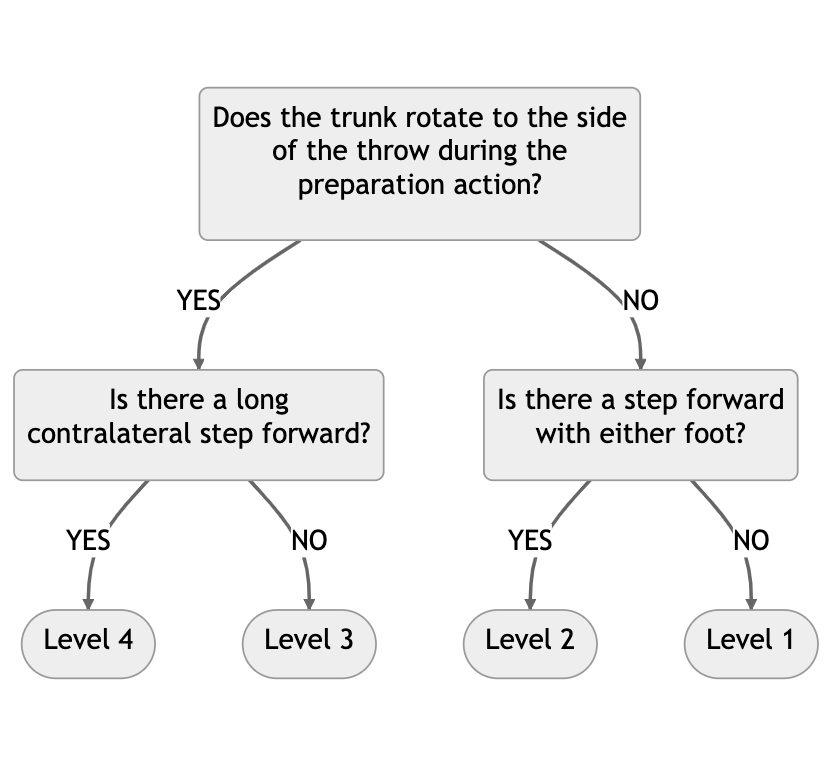 Does the trunk rotate to the side
of the throw during the
preparation action?
YES
NO
Is there a long
contralateral step forward?
Is there a step forward
with either foot?
YES
NO
YES
NO
Level 4
Level 3
Level 2
Level 1